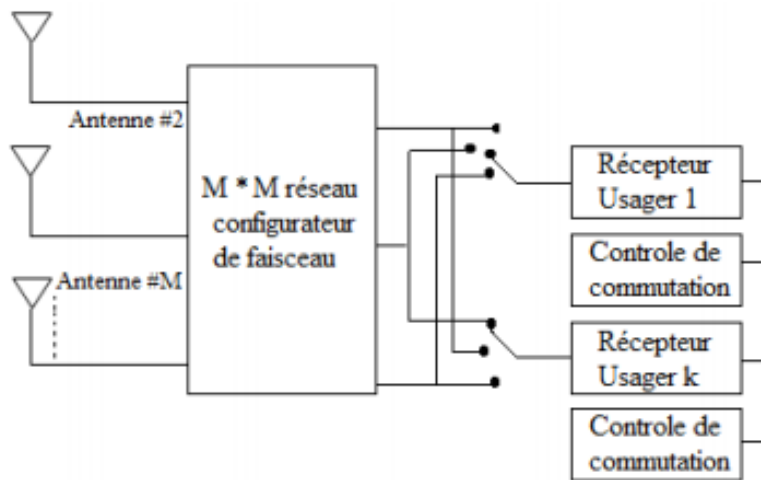 Antenne #2
Antenne #M
M * M réseau
configurateur
de faisceau
Récepteur
Usager 1
Controle de
commutation
Récepteur
Usager k
Controle de
commutation